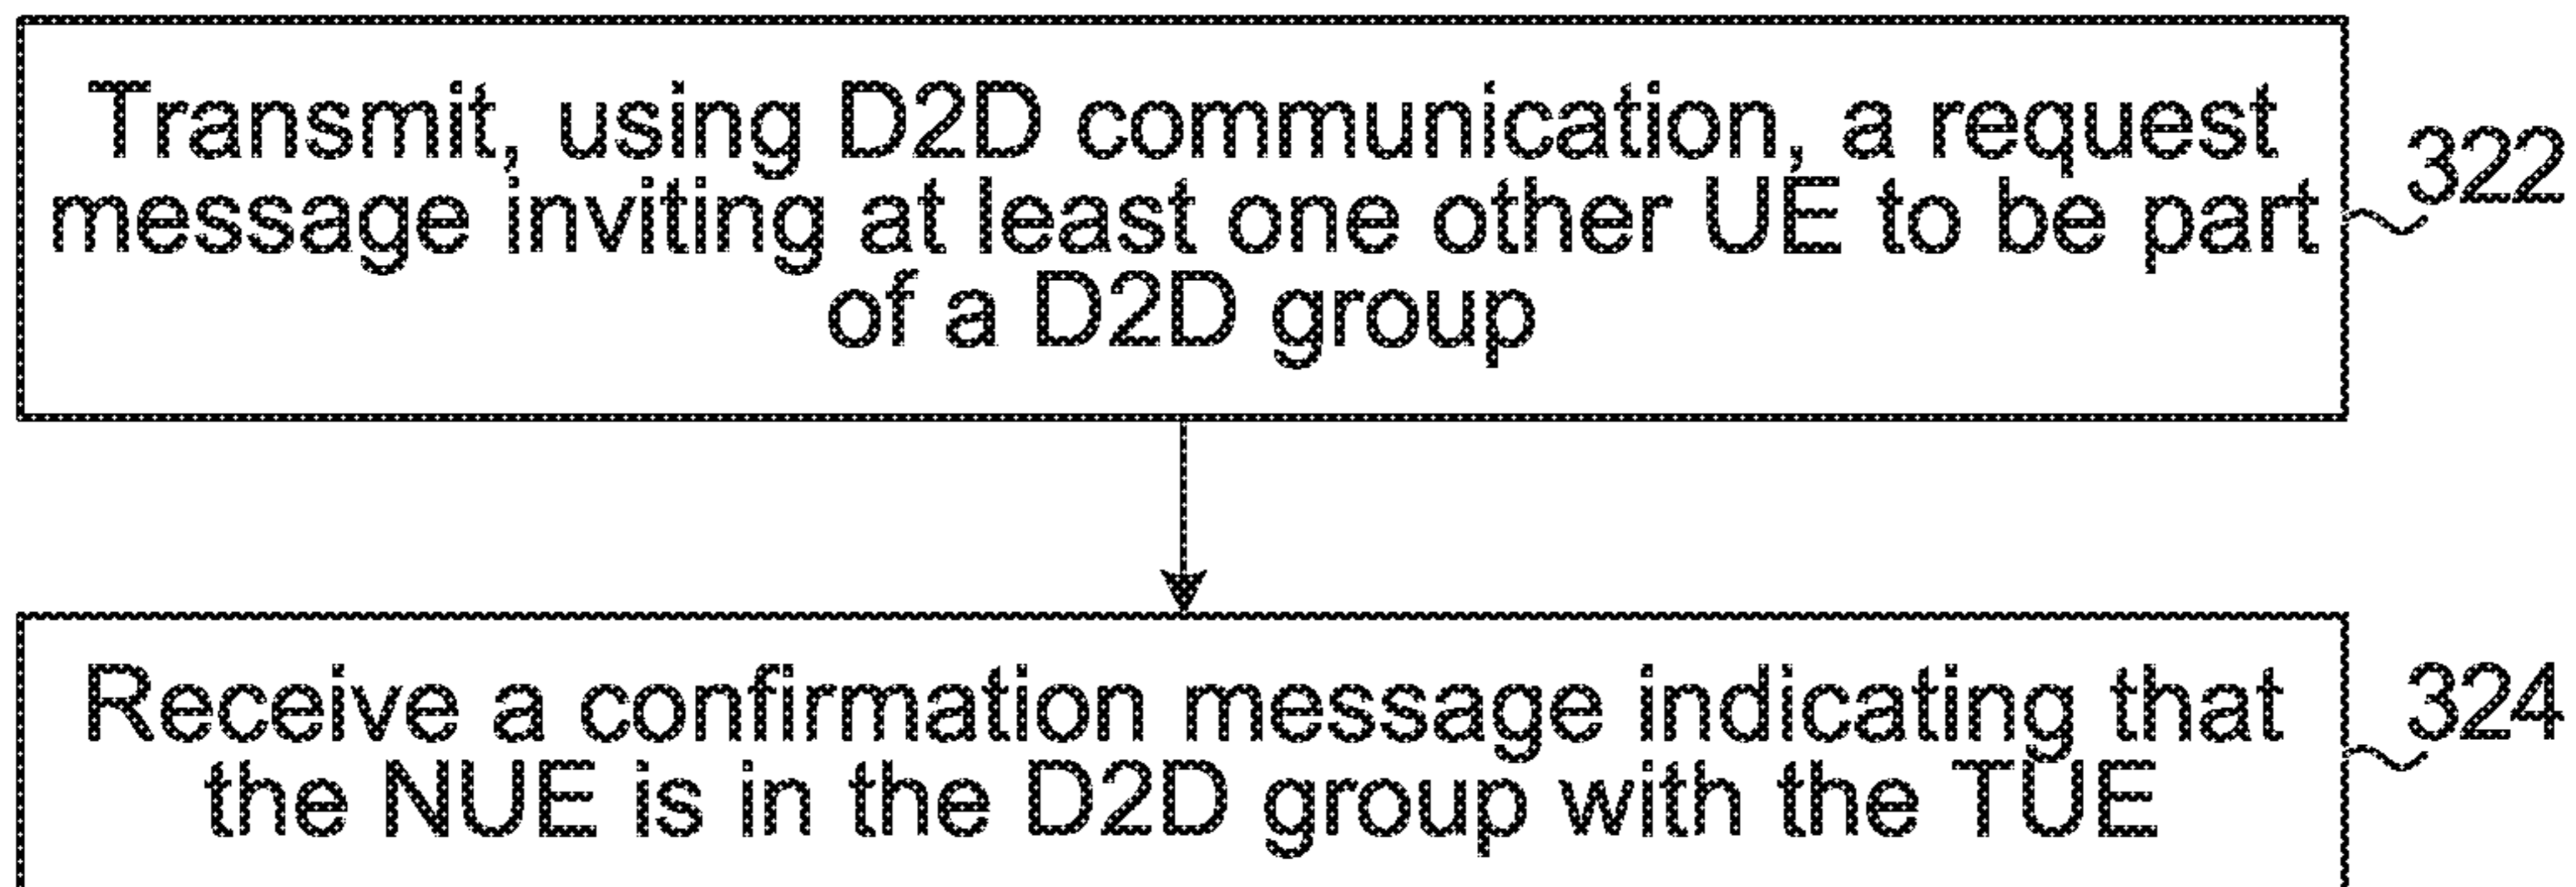 Transmit, using D2D communication, a request
message inviting at least one other UE to be part
of a D2D group
322
Receive a confirmation message indicating that
the NUE is in the D2D group with the TUE
324